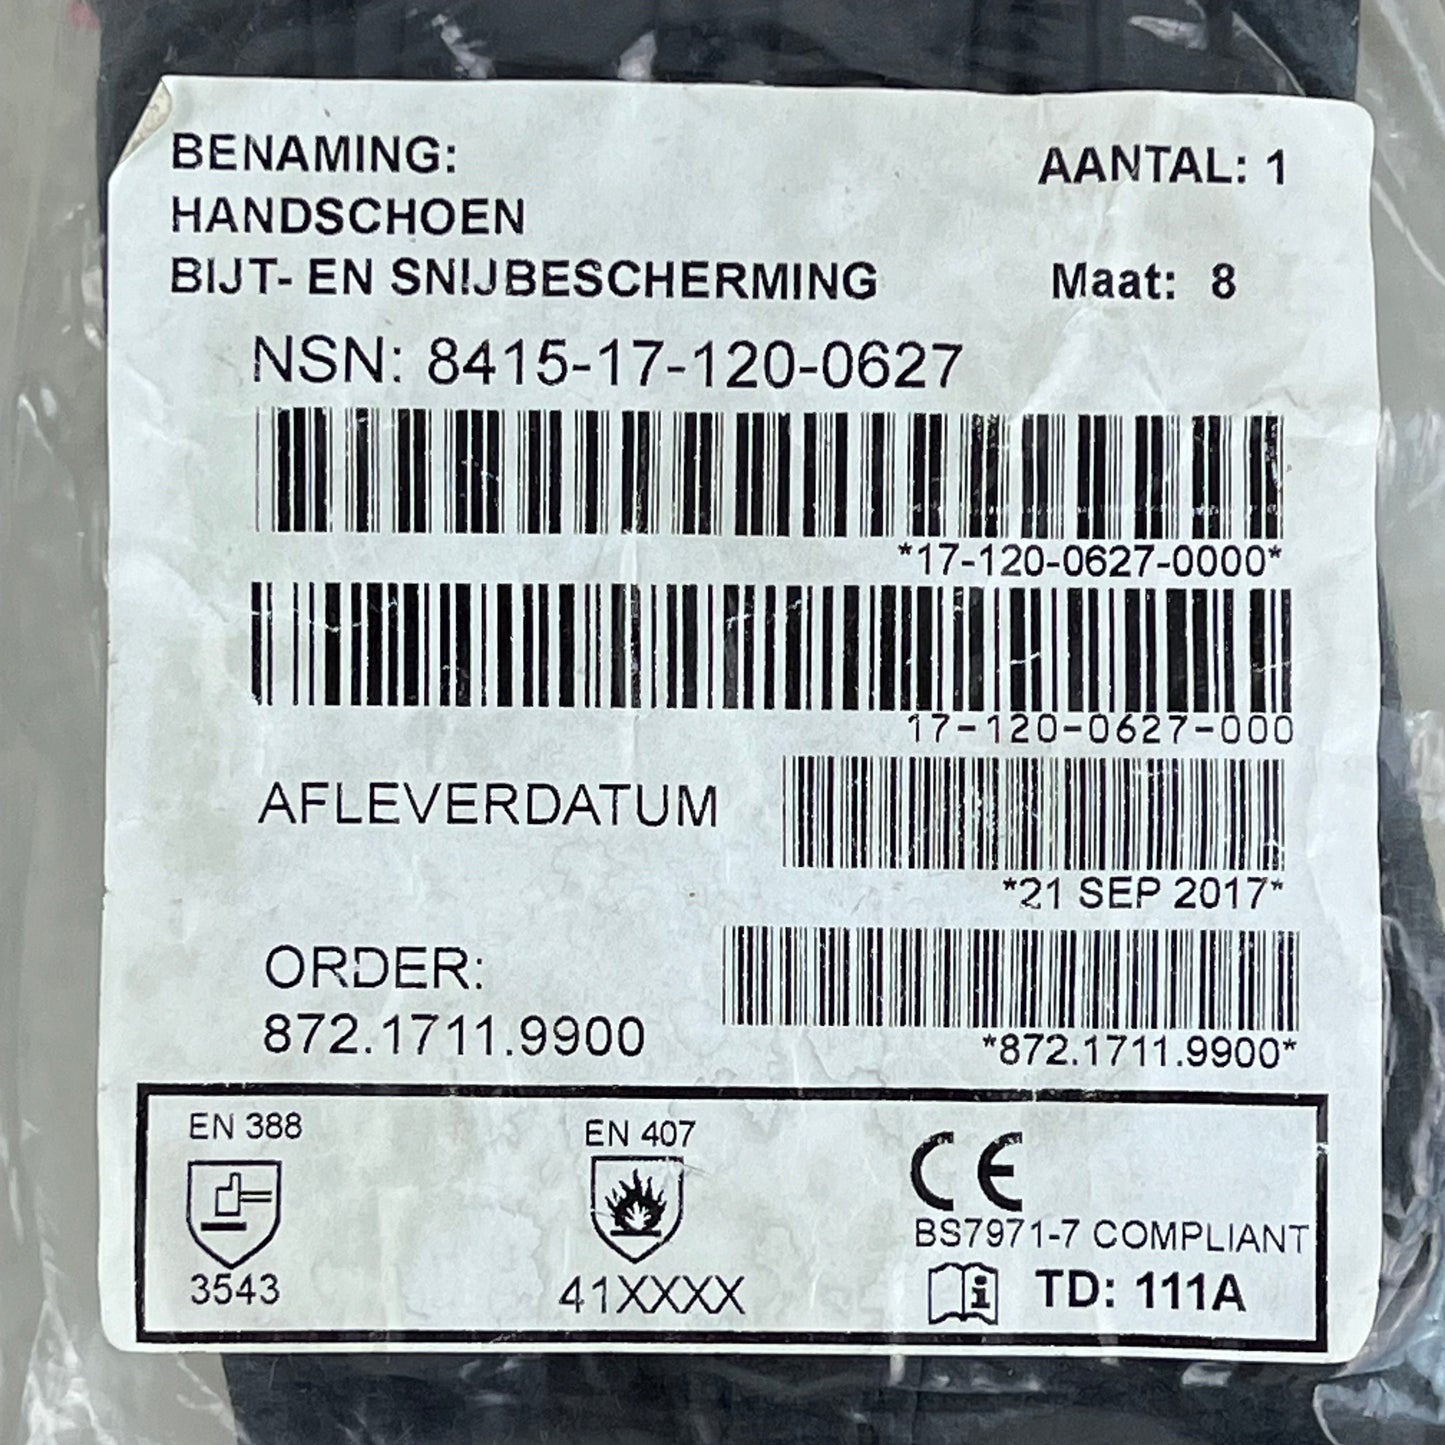 BENAMING:
AANTAL: 1
HANDSCHOEN
BIJT- EN SNIJBESCHERMING
Maat: 8
NSN: 8415-17-120-0627
*17-120-0627-0000*
17-120-0627-000
AFLEVERDATUM
*21 SEP 2017*
ORDER:
872.1711.9900
*872.1711.9900*
EN 388
EN 407
CE
BS7971-7 COMPLIANT
3543
41XXXX
i
TD: 111A